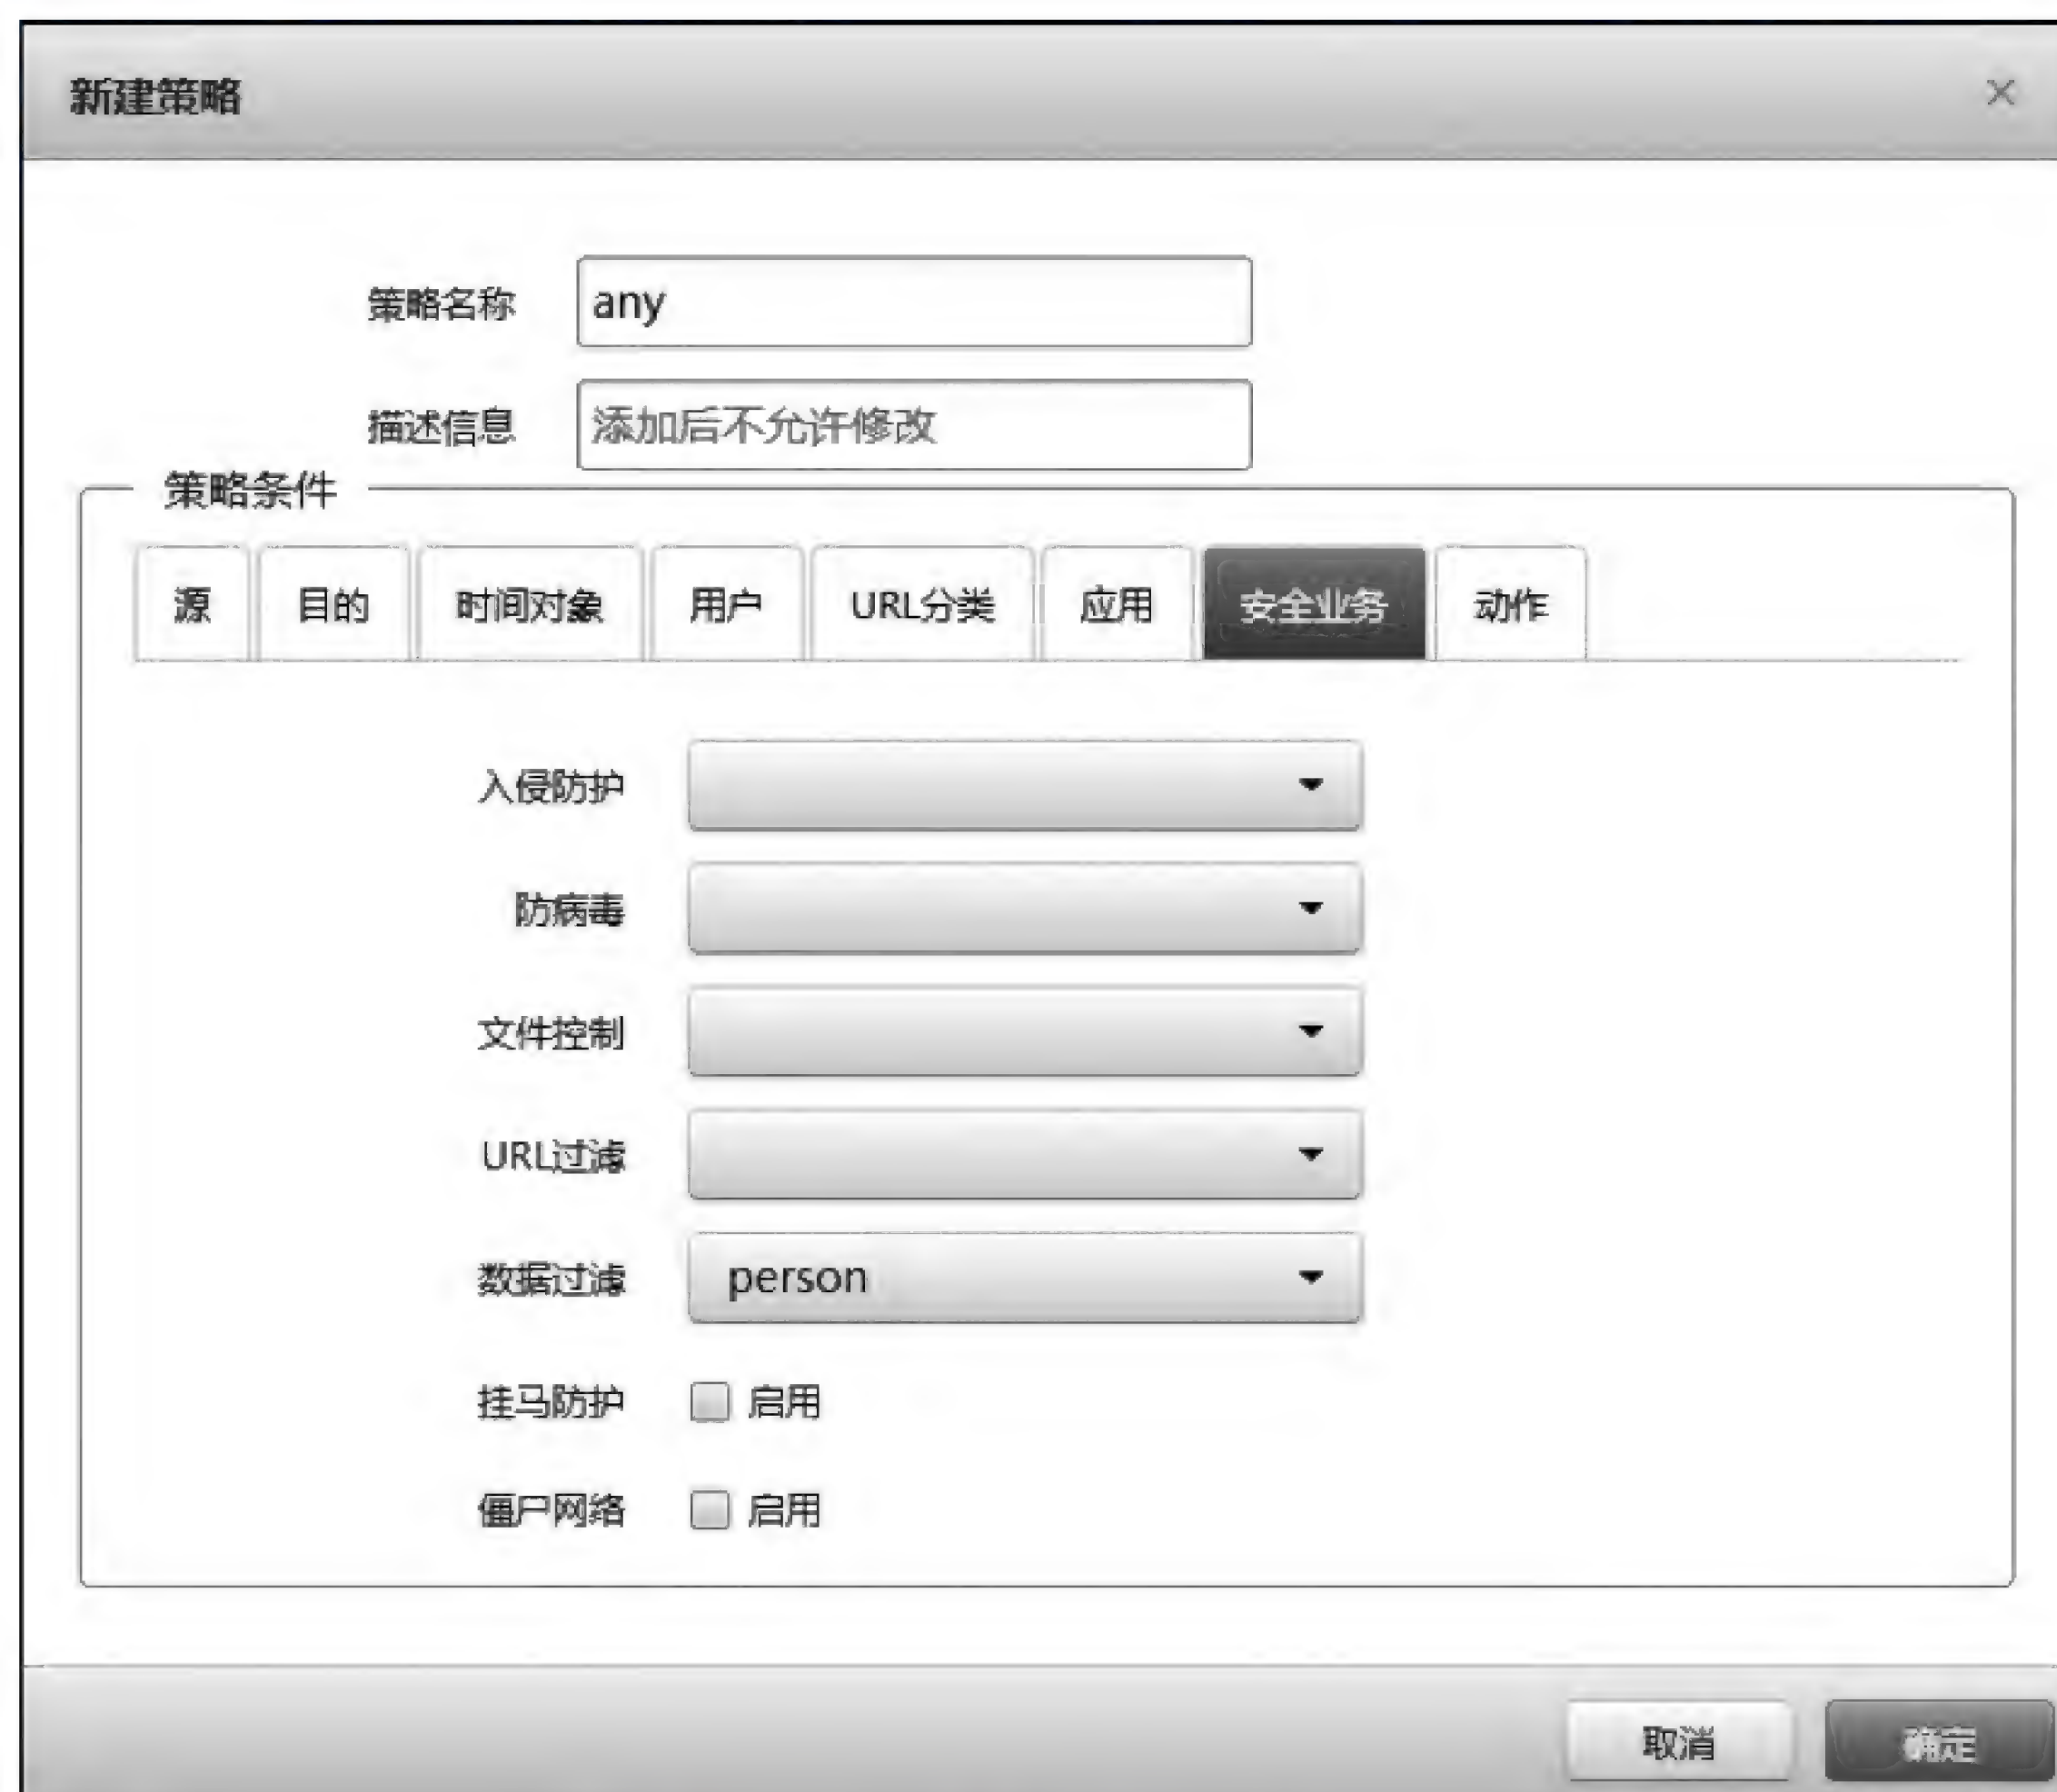 新建策略 ×
策略名称 any
描述信息 添加后不允许修改
策略条件
源 目的 时间对象 用户 URL分类 应用 安全业务 动作
入侵防护
防病毒
文件控制
URL过滤
数据过滤 person
挂马防护 启用
僵尸网络 启用
取消 确定